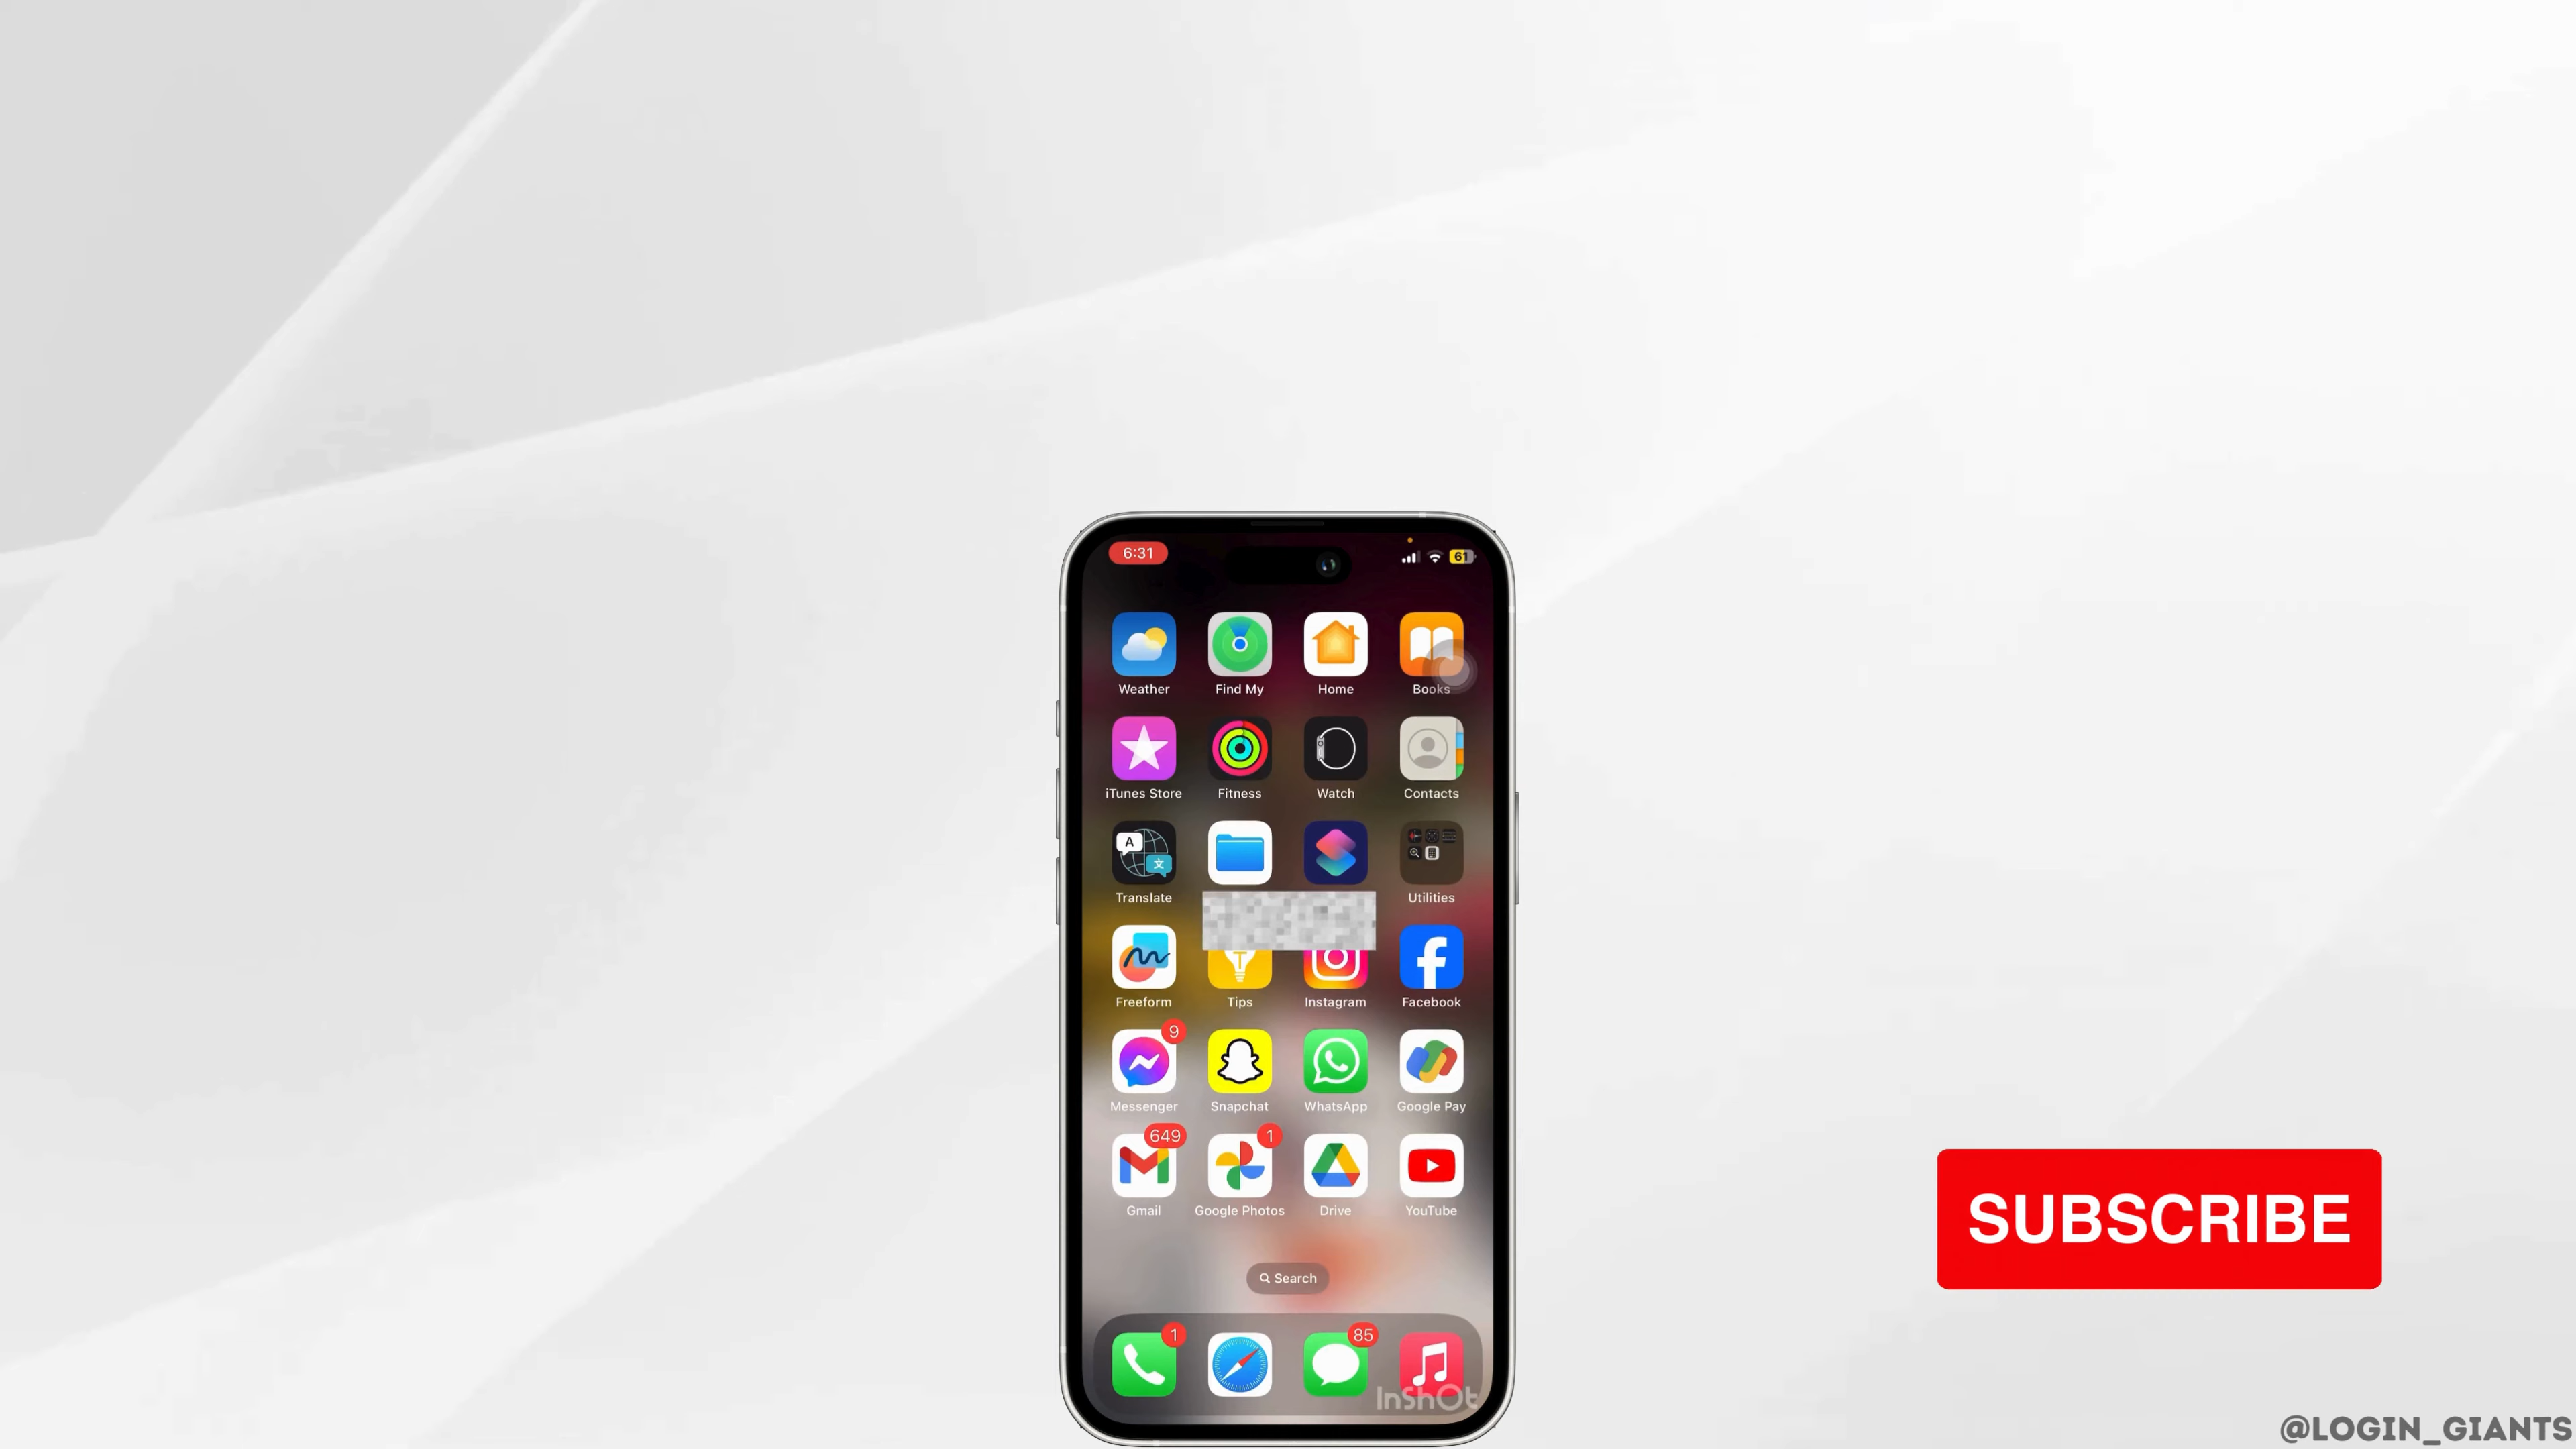 6:31
61
Weather Find My Home Books
iTunes Store Fitness Watch Contacts
A
文
Translate Utilities
Freeform Tips Instagram Facebook
9
Messenger Snapchat WhatsApp Google Pay
649 1
Gmail Google Photos Drive YouTube
Search
1 85
InShOt
SUBSCRIBE
@LOGIN_GIANTS